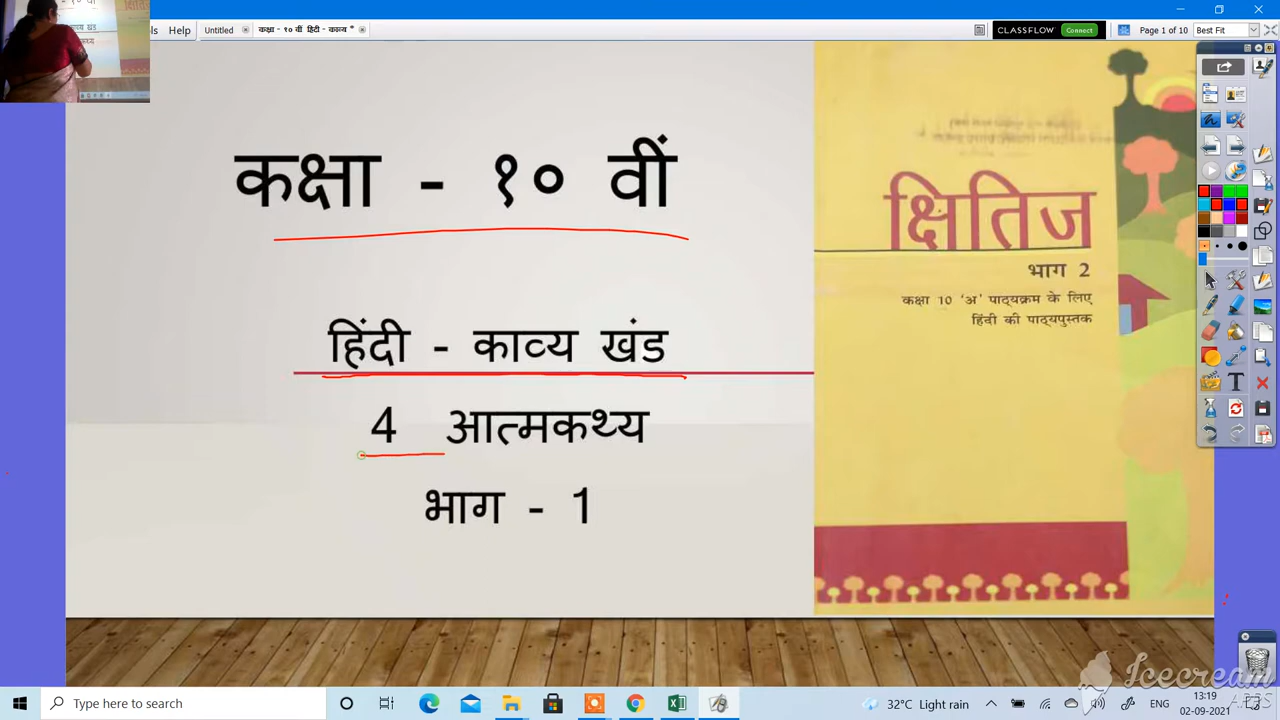 ls Help Untitled कक्षा - १० वीं हिंदी - काव्य * CLASSFLOW Connect Page 1 of 10 Best Fit
कक्षा - १० वीं
हिंदी - काव्य खंड
4 आत्मकथ्य
भाग - 1
क्षितिज
भाग 2
कक्षा 10 'अ' पाठ्यक्रम के लिए
हिंदी की पाठ्यपुस्तक
Icecream
APPS
Type here to search
32°C Light rain
ENG
13:19
02-09-2021